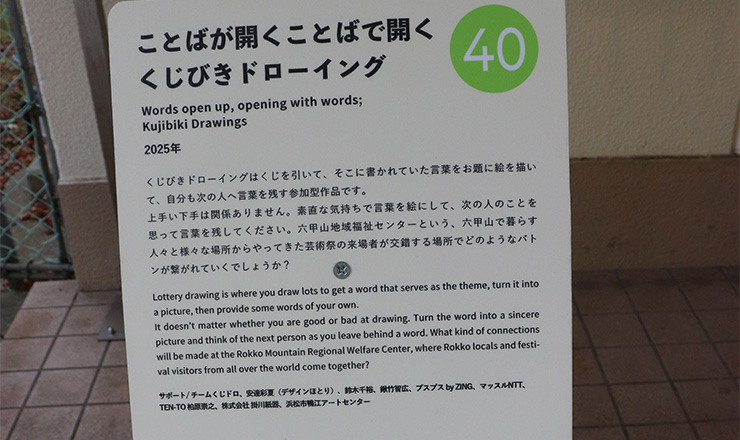 ことばが開くことばで開く
くじびきドローイング
40
Words open up, opening with words;
Kujibiki Drawings
2025年
くじびきドローイングはくじを引いて、そこに書かれていた言葉をお題に絵を描い
て、自分も次の人へ言葉を残す参加型作品です。
上手い下手は関係ありません。素直な気持ちで言葉を絵にして、次の人のことを
思って言葉を残してください。六甲山地域福祉センターという、六甲山で暮らす
人々と様々な場所からやってきた芸術祭の来場者が交錯する場所でどのようなバト
ンが繋がれていくでしょうか？
Lottery drawing is where you draw lots to get a word that serves as the theme, turn it into
a picture, then provide some words of your own.
It doesn't matter whether you are good or bad at drawing. Turn the word into a sincere
picture and think of the next person as you leave behind a word. What kind of connections
will be made at the Rokko Mountain Regional Welfare Center, where Rokko locals and festi-
val visitors from all over the world come together?
サポート/ チームくじドロ、安達彩夏（デザインほとり）、鈴木千裕、鍬竹智広、プスプス by ZING、マッスルNTT、
TEN-TO 柏原崇之、株式会社 掛川紙器、浜松市鴨江アートセンター